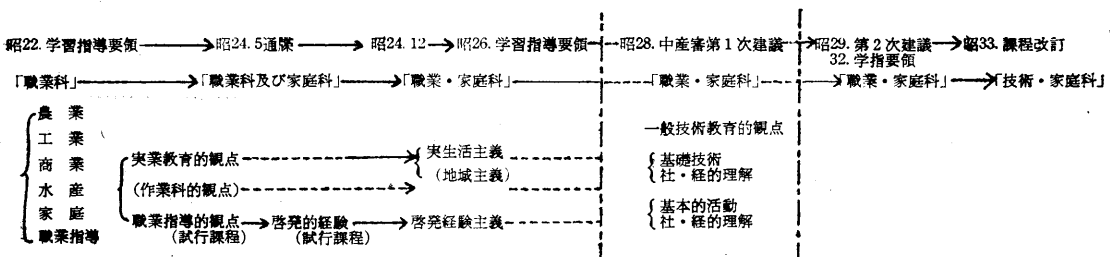 昭22.学習指導要領→昭24.5通牒→昭24.12→昭26.学習指導要領→昭28.中産審第1次建議→昭29.第2次建議→昭33.課程改訂
32.学指要領
「職業科」→「職業科及び家庭科」→「職業・家庭科」→「職業・家庭科」→「職業・家庭科」→「技術・家庭科」
農業
工業
商業
水産
家庭
職業指導
実業教育的観点
(作業科的観点)
職業指導的観点→啓発的経験→啓発経験主義
(試行課程) (試行課程)
実生活主義
(地域主義)
一般技術教育的観点
基礎技術
社・経的理解
基本的活動
社・経的理解